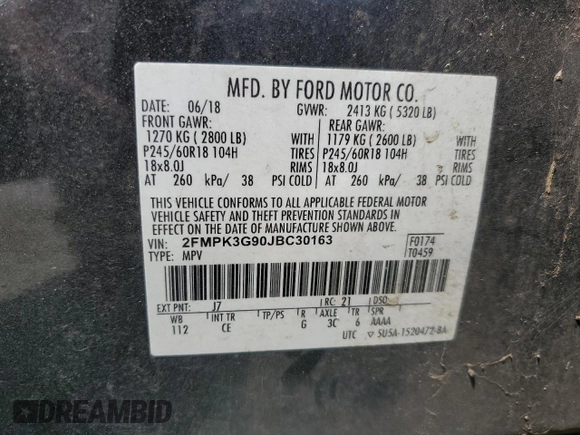 MFD. BY FORD MOTOR CO.
DATE: 06/18 GVWR: 2413 KG ( 5320 LB)
FRONT GAWR: REAR GAWR:
1270 KG ( 2800 LB) WITH 1179 KG ( 2600 LB) WITH
P245/60R18 104H TIRES P245/60R18 104H TIRES
18x8.0J RIMS 18x8.0J RIMS
AT 260 kPa/ 38 PSI COLD AT 260 kPa/ 38 PSI COLD
THIS VEHICLE CONFORMS TO ALL APPLICABLE FEDERAL MOTOR
VEHICLE SAFETY AND THEFT PREVENTION STANDARDS IN
EFFECT ON DATE OF MANUFACTURE SHOWN ABOVE.
VIN: 2FMPK3G90JBC30163 F0174
TYPE: MPV T0459
EXT PNT: J7 RC: 21 DSO:
WB INT TR TP/PS R AXLE TR SPR
112 CE G 3C 6 AAAA
UTC ▽ 5U5A-1520472-BA
DREAMBID